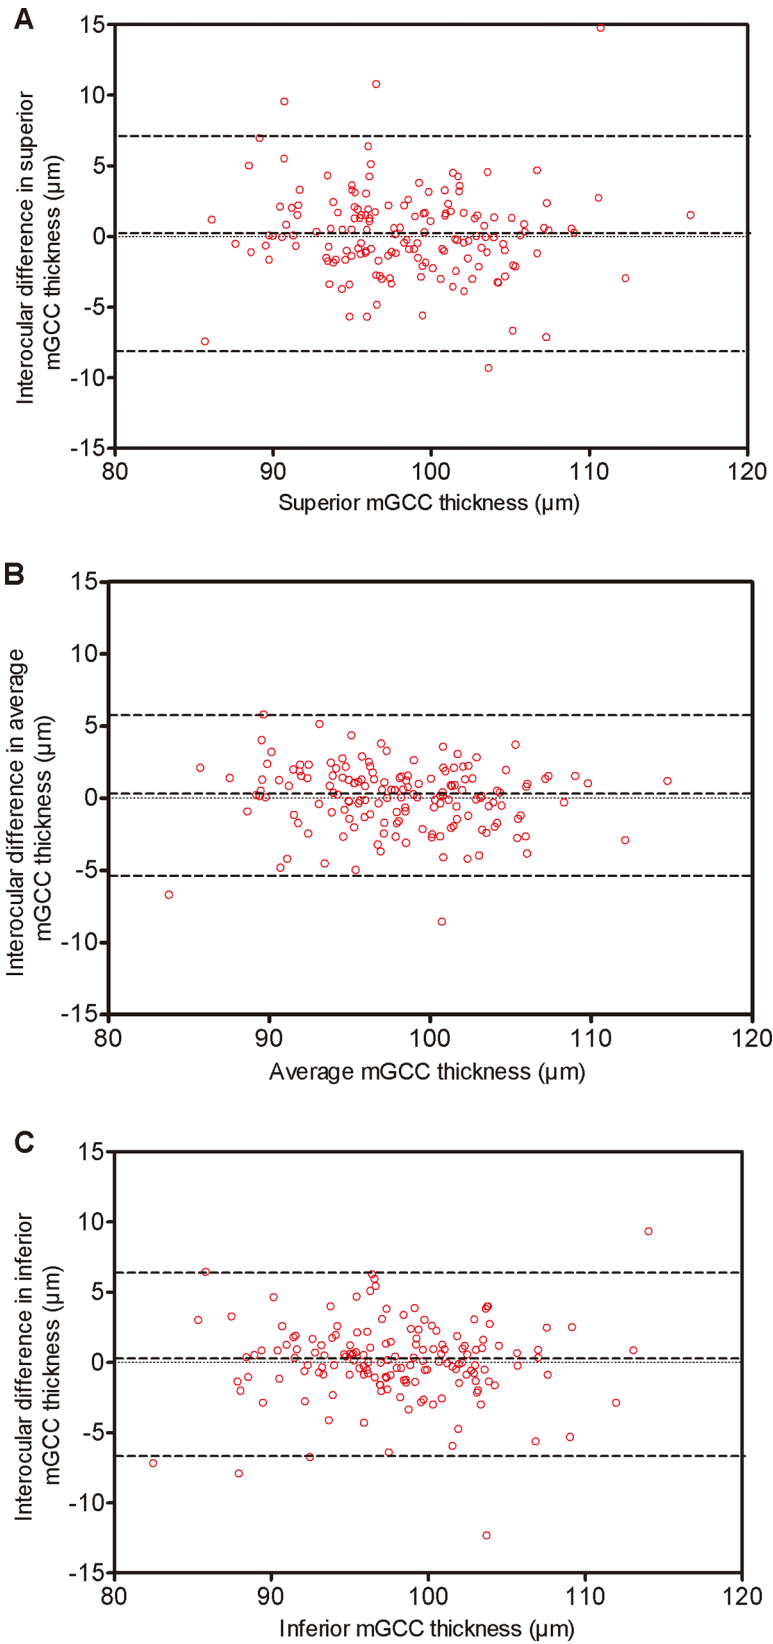 A
Interocular difference in superior
mGCC thickness (µm)
15
10
5
0
-5
-10
-15
80 90 100 110 120
Superior mGCC thickness (µm)
B
Interocular difference in average
mGCC thickness (µm)
15
10
5
0
-5
-10
-15
80 90 100 110 120
Average mGCC thickness (µm)
C
Interocular difference in inferior
mGCC thickness (µm)
15
10
5
0
-5
-10
-15
80 90 100 110 120
Inferior mGCC thickness (µm)